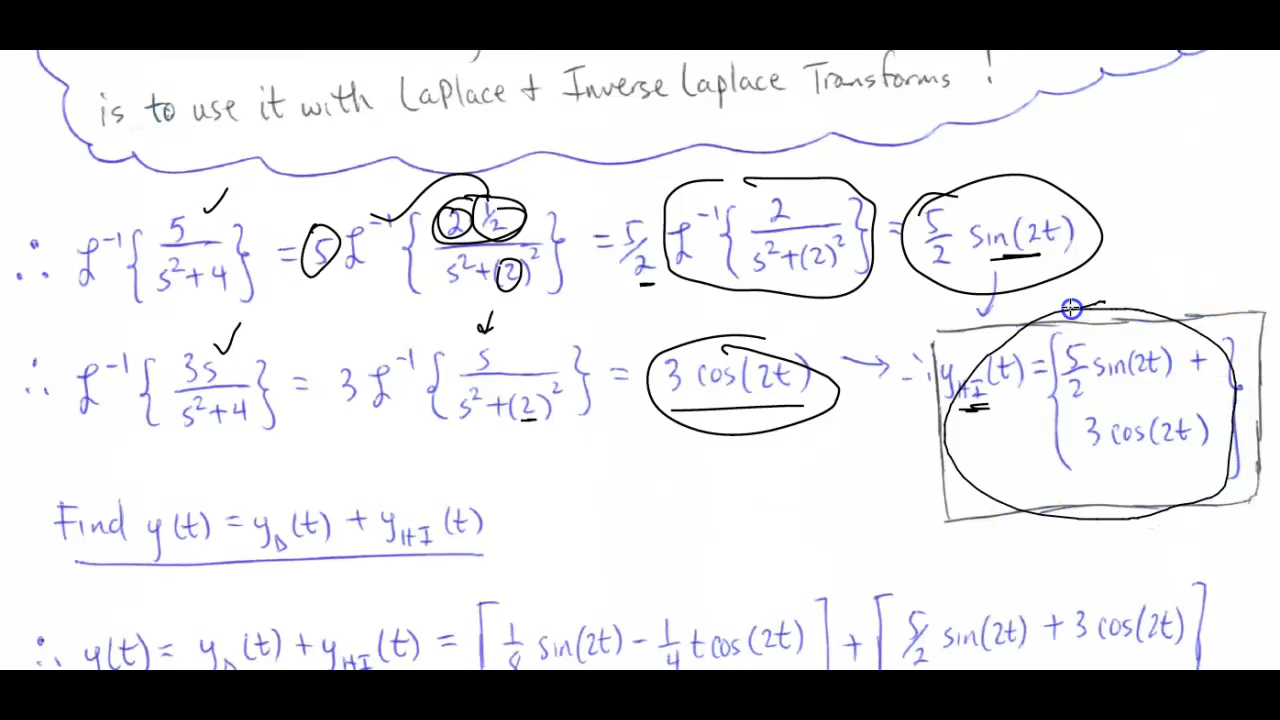 is to use it with Laplace + Inverse Laplace Transforms !
∴ ℒ⁻¹{5/(s²+4)} = 5 ℒ⁻¹{2 ½/(s²+(2)²)} = 5/2 ℒ⁻¹{2/(s²+(2)²)} = 5/2 sin(2t)
∴ ℒ⁻¹{3s/(s²+4)} = 3 ℒ⁻¹{s/(s²+(2)²)} = 3 cos(2t) → ∴ y_HI(t) = {5/2 sin(2t) +
3 cos(2t)}
Find y(t) = y_D(t) + y_HI(t)
∴ y(t) = y_D(t) + y_HI(t) = [1/8 sin(2t) - 1/4 t cos(2t)] + [5/2 sin(2t) + 3 cos(2t)]